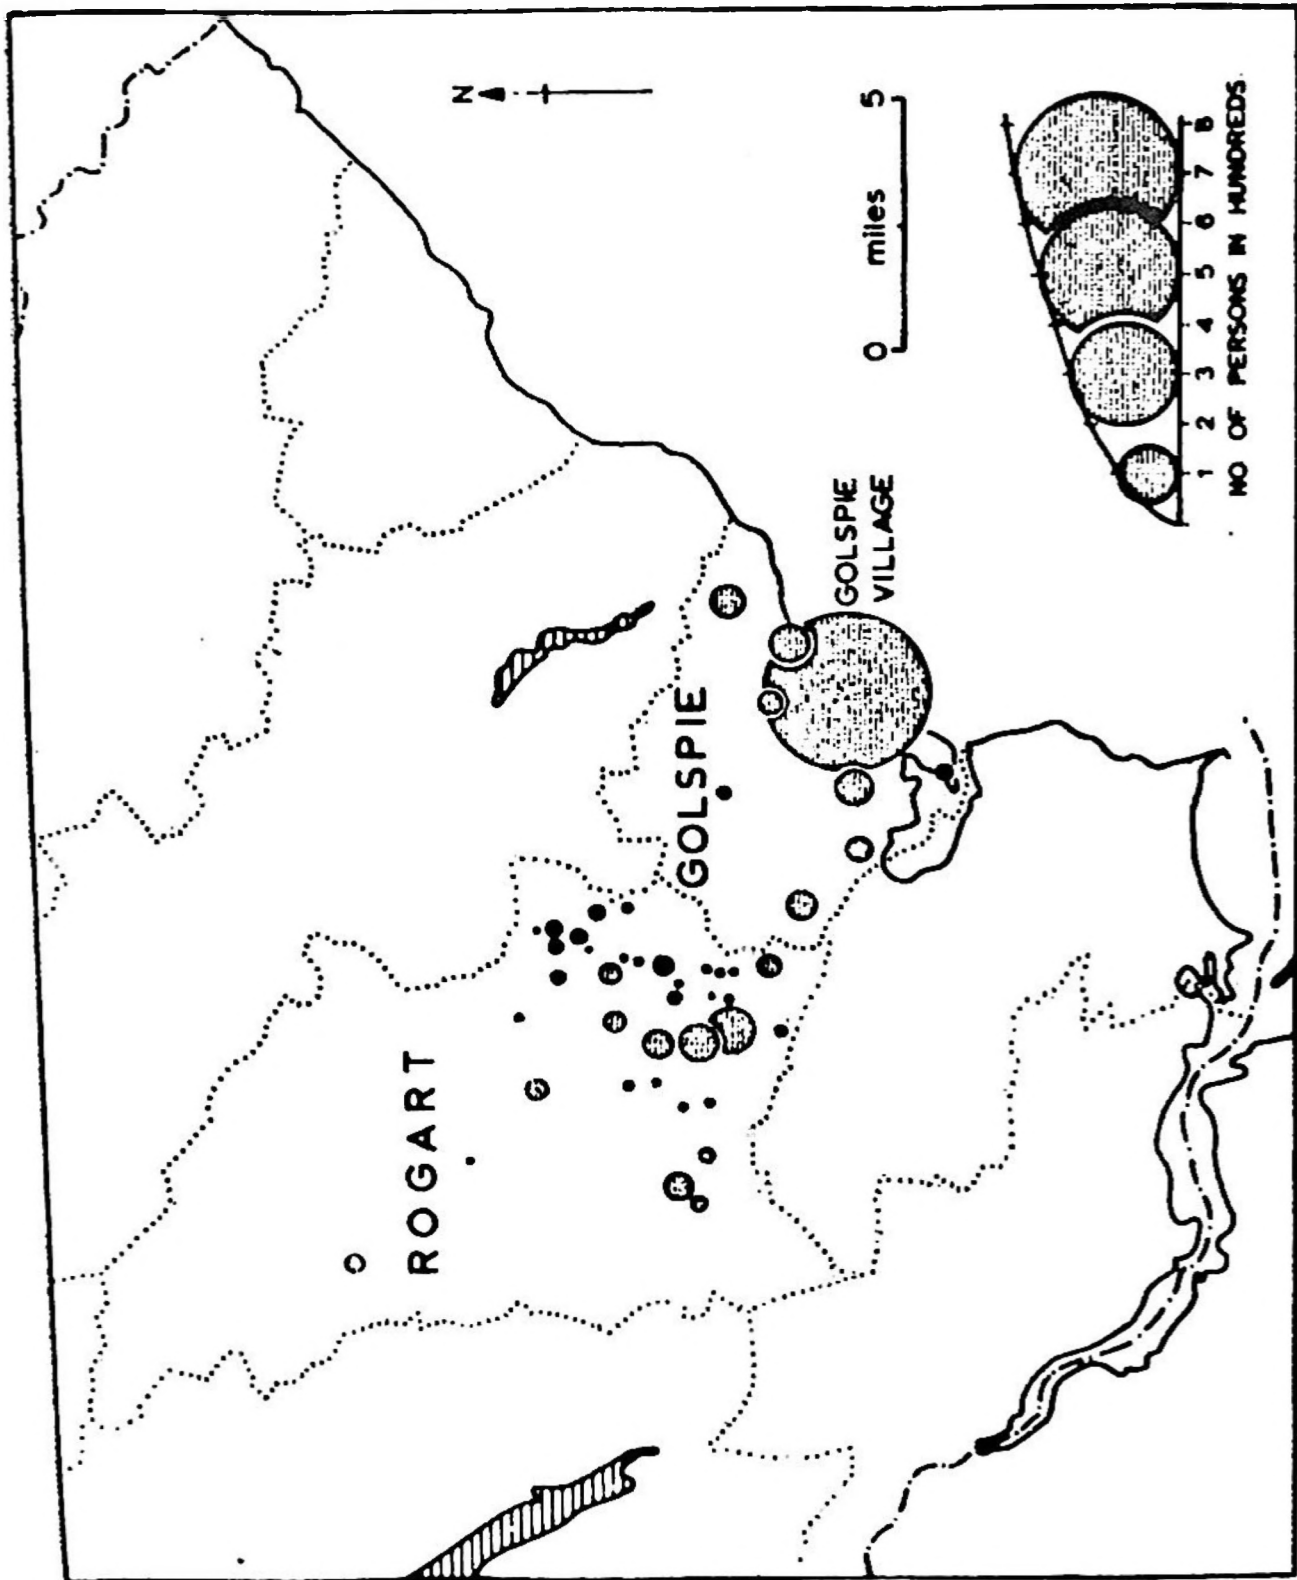 N
0 miles 5
ROGART
GOLSPIE
GOLSPIE
VILLAGE
1 2 3 4 5 6 7 8
NO OF PERSONS IN HUNDREDS